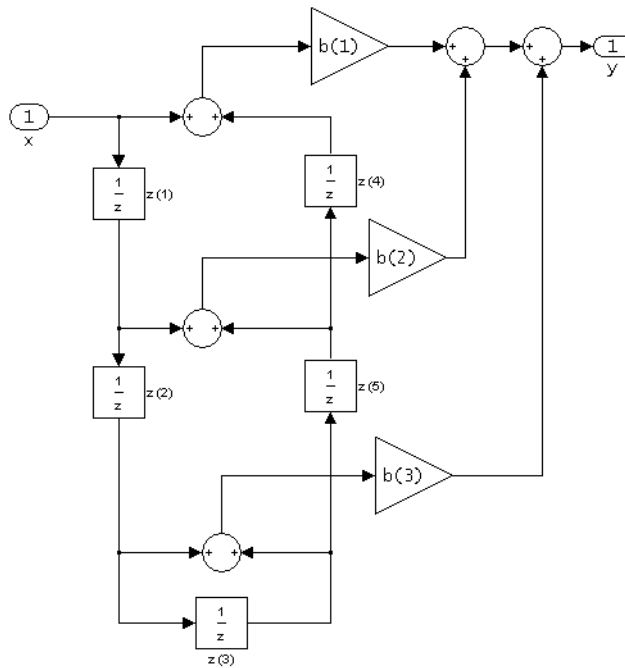 b(1)
+ + 1
+ +
y
1
x
+ +
1
z
z(1)
1
z
z(4)
b(2)
+ +
1
z
z(2)
1
z
z(5)
b(3)
+ +
1
z
z(3)